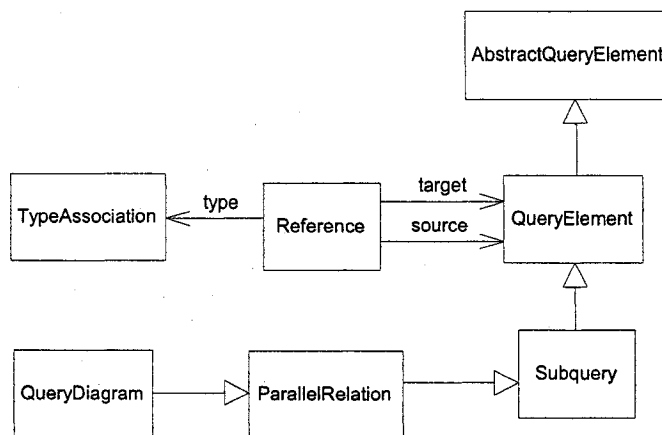 AbstractQueryElement
type
target
TypeAssociation
Reference
QueryElement
source
QueryDiagram
ParallelRelation
Subquery